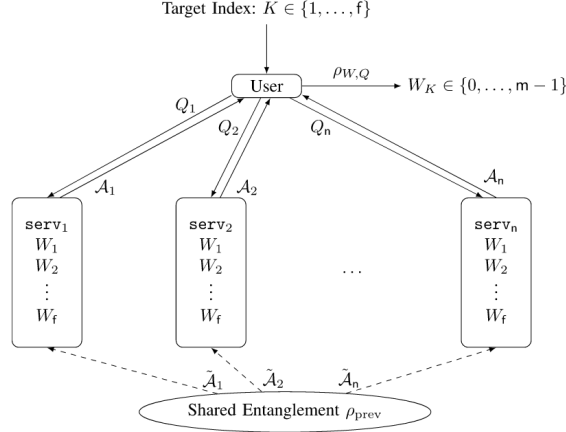 Target Index: K ∈ {1, . . . , f}
User
ρ_{W,Q}
W_K ∈ {0, . . . , m − 1}
Q_1
Q_2
Q_n
𝒜_1
𝒜_2
𝒜_n
serv_1
W_1
W_2
⋮
W_f
serv_2
W_1
W_2
⋮
W_f
. . .
serv_n
W_1
W_2
⋮
W_f
𝒜̃_1
𝒜̃_2
𝒜̃_n
Shared Entanglement ρ_prev